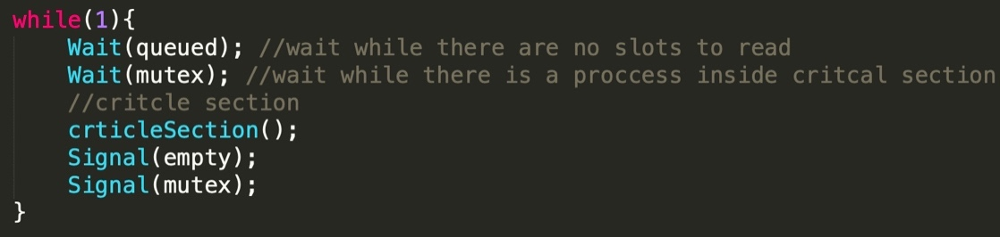 while(1){
    Wait(queued); //wait while there are no slots to read
    Wait(mutex); //wait while there is a proccess inside critcal section
    //critcle section
    crticleSection();
    Signal(empty);
    Signal(mutex);
}